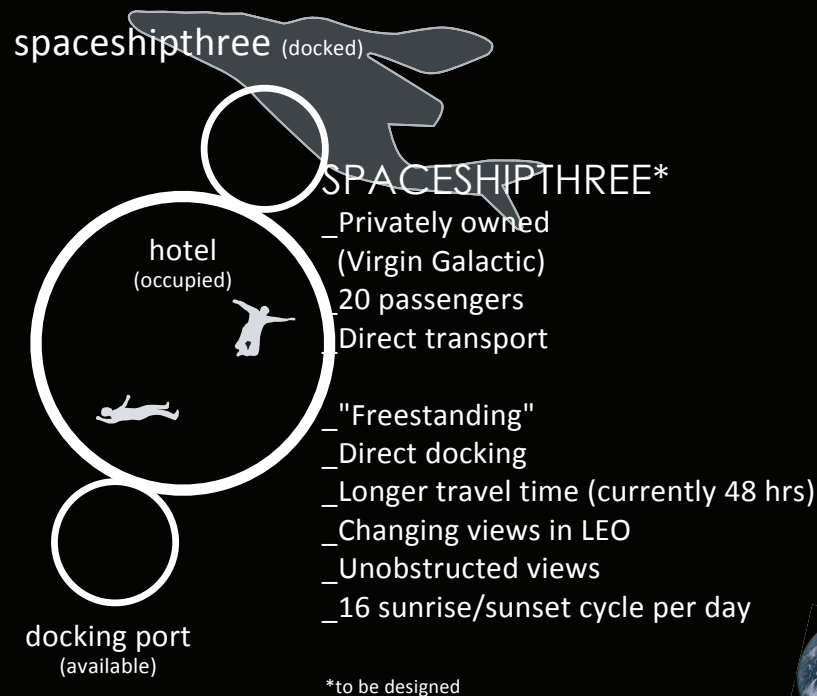 spaceshipthree (docked)
SPACESHIPTHREE*
_Privately owned
(Virgin Galactic)
_20 passengers
_Direct transport
_"Freestanding"
_Direct docking
_Longer travel time (currently 48 hrs)
_Changing views in LEO
_Unobstructed views
_16 sunrise/sunset cycle per day
*to be designed
hotel
(occupied)
docking port
(available)